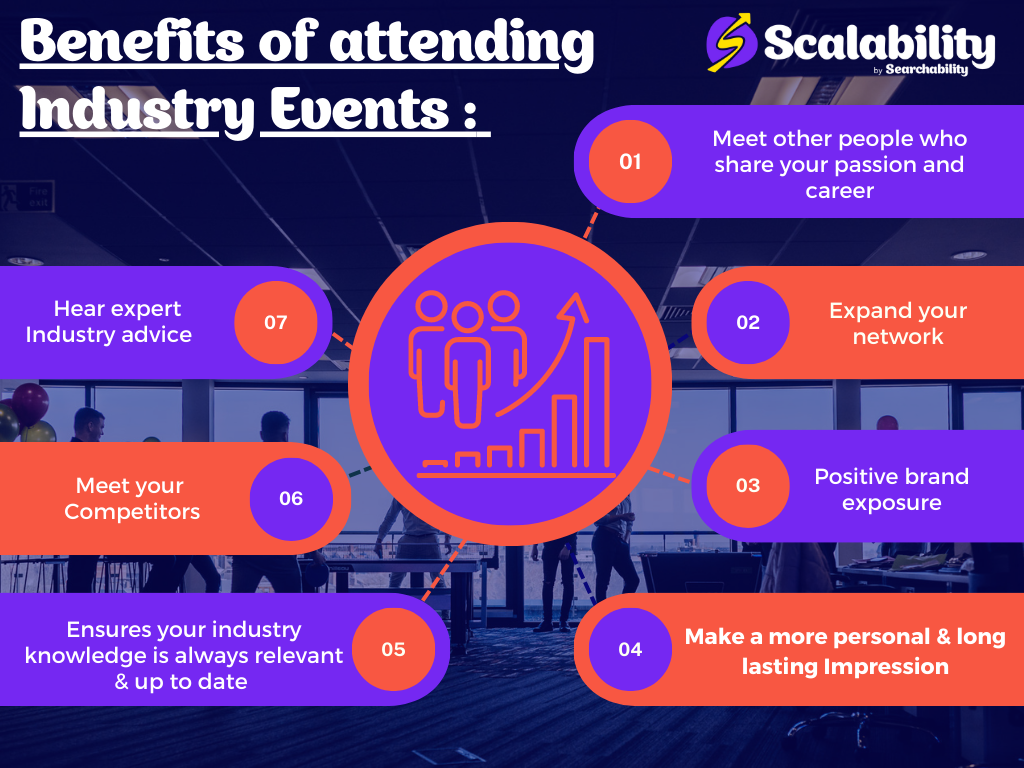 Benefits of attending
Industry Events :
Scalability
by Searchability
01
Meet other people who
share your passion and
career
02
Expand your
network
03
Positive brand
exposure
04
Make a more personal & long
lasting Impression
05
Ensures your industry
knowledge is always relevant
& up to date
06
Meet your
Competitors
07
Hear expert
Industry advice
Fire
exit